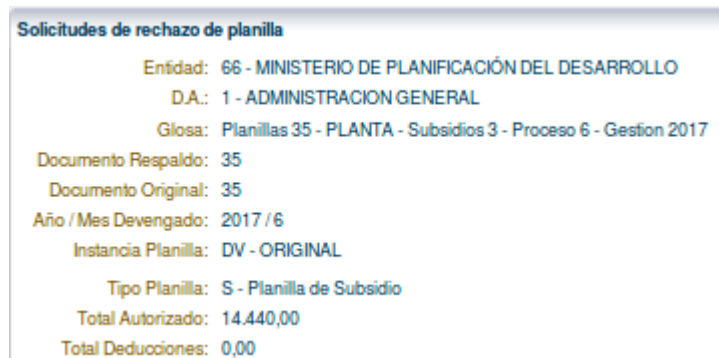 Solicitudes de rechazo de planilla
Entidad: 66 - MINISTERIO DE PLANIFICACIÓN DEL DESARROLLO
D.A.: 1 - ADMINISTRACION GENERAL
Glosa: Planillas 35 - PLANTA - Subsidios 3 - Proceso 6 - Gestion 2017
Documento Respaldo: 35
Documento Original: 35
Año / Mes Devengado: 2017 / 6
Instancia Planilla: DV - ORIGINAL
Tipo Planilla: S - Planilla de Subsidio
Total Autorizado: 14.440,00
Total Deducciones: 0,00